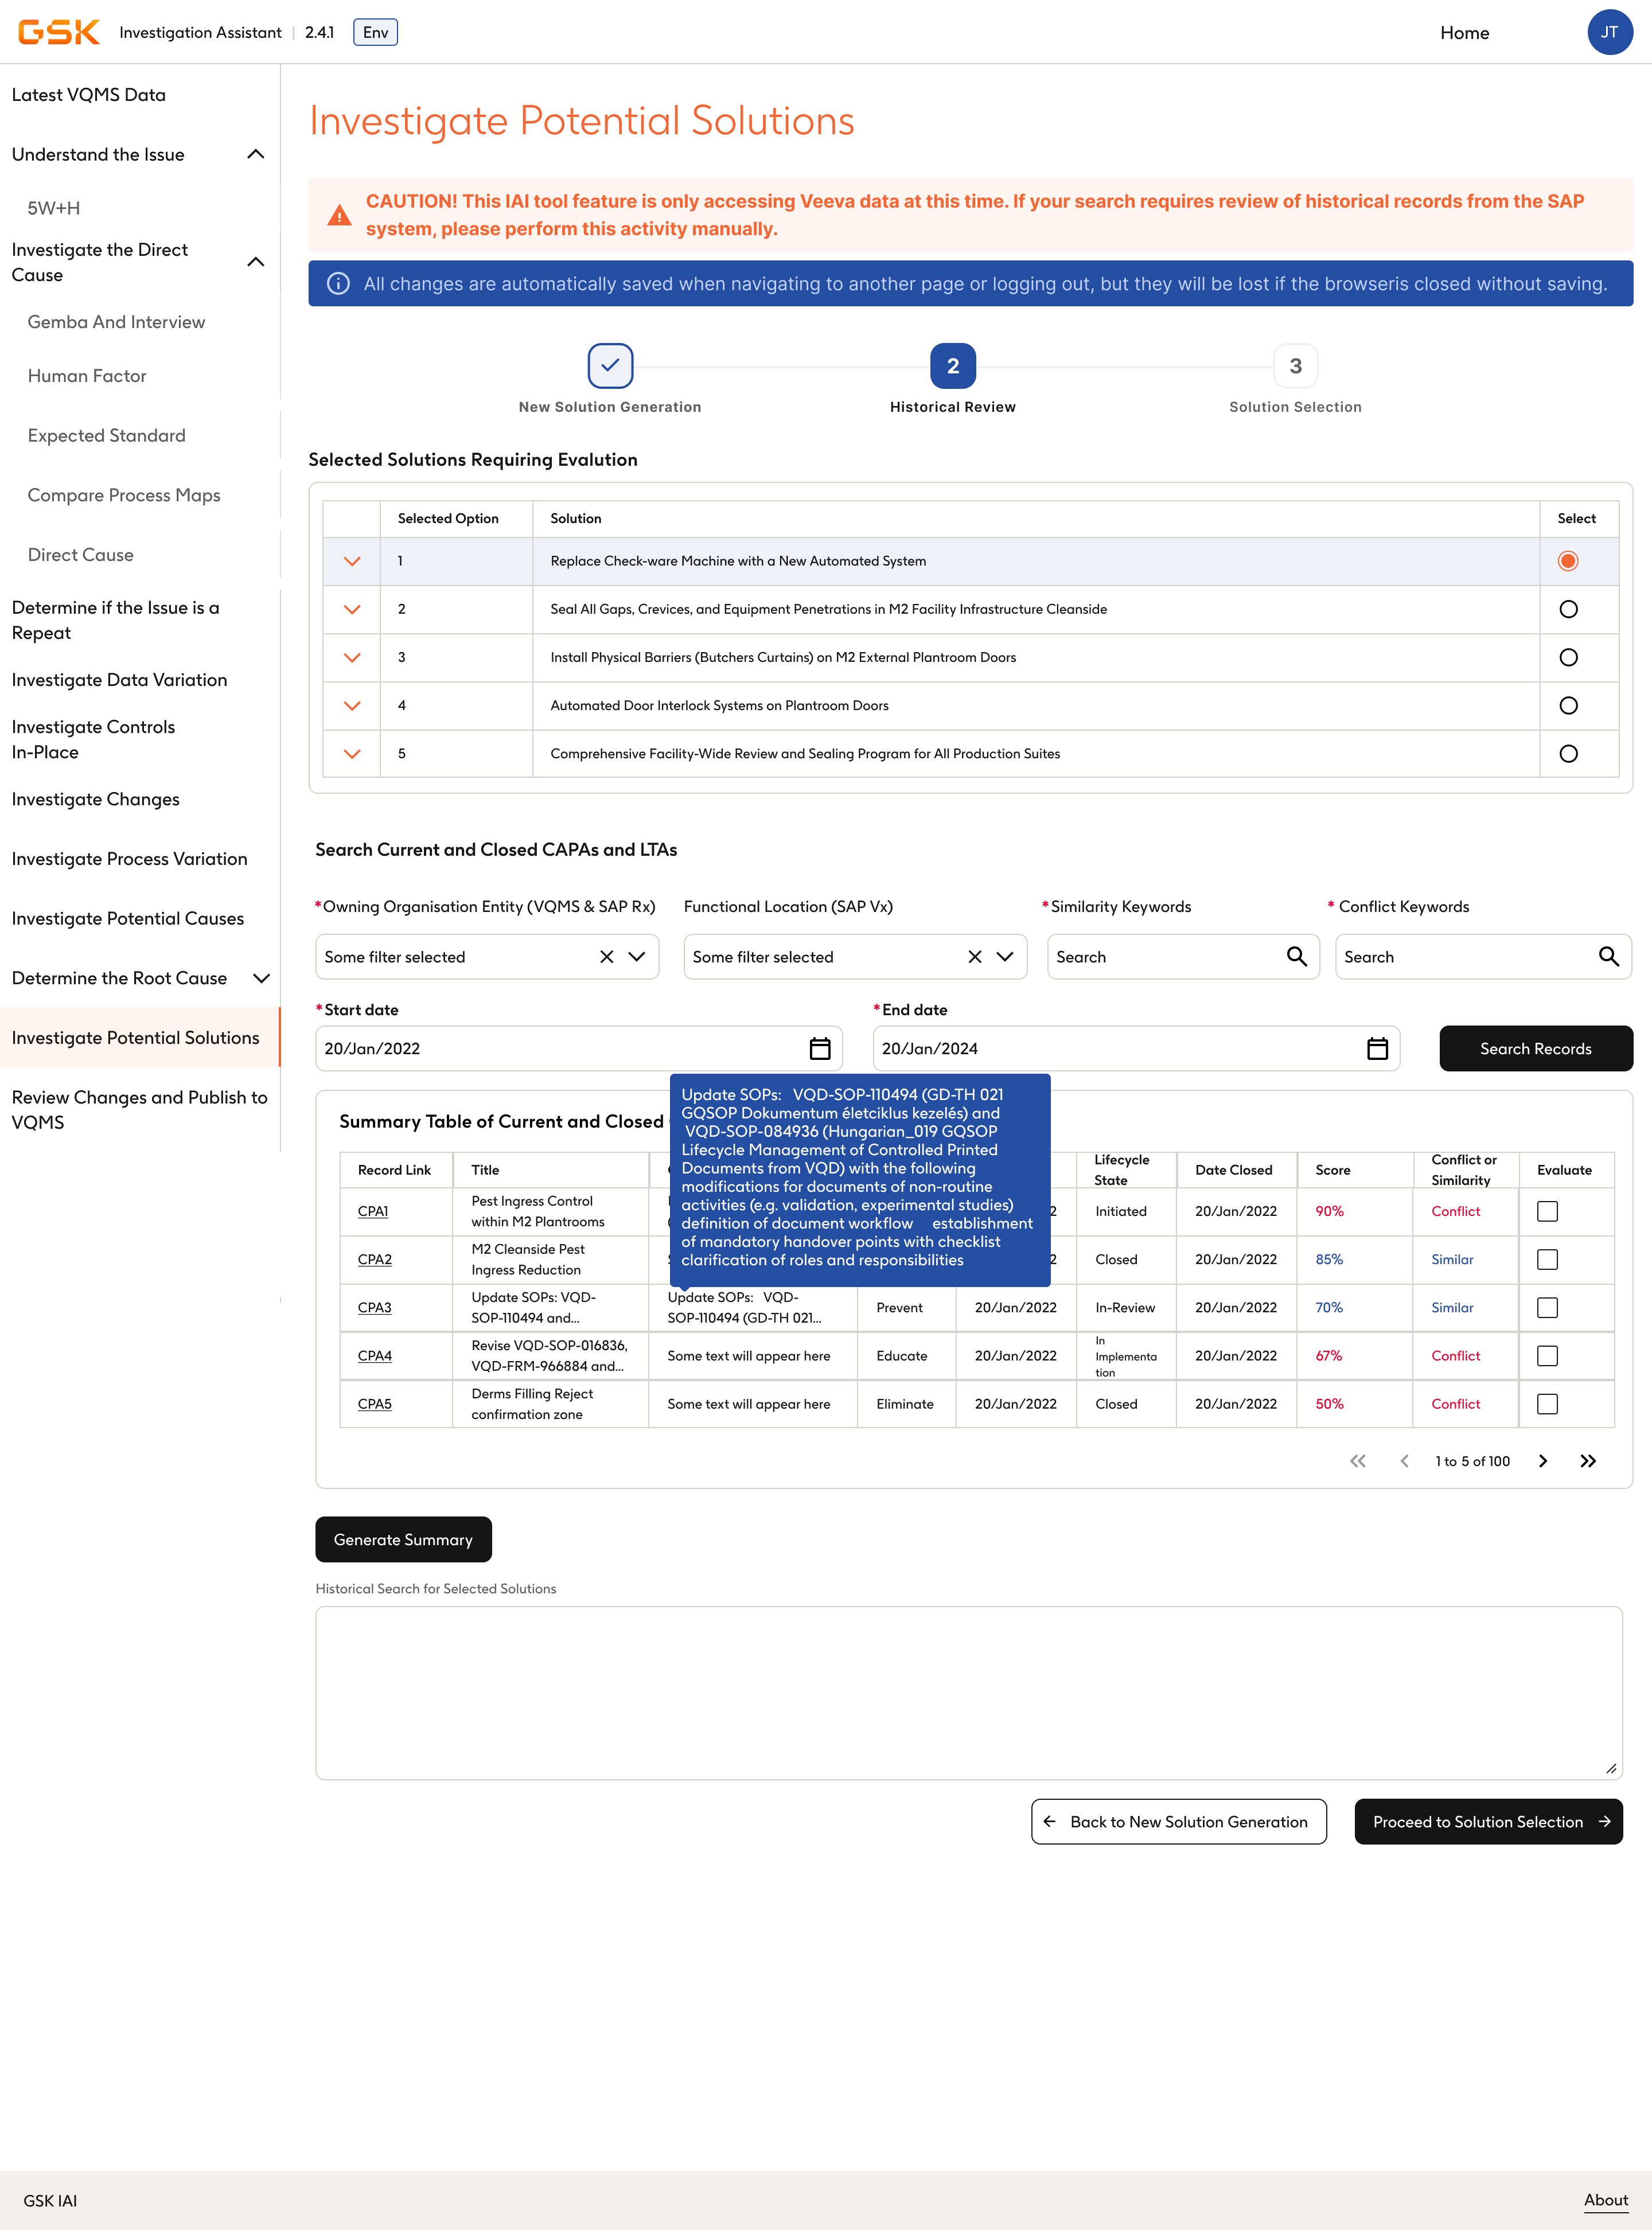 GSK Investigation Assistant | 2.4.1 Env Home JT
Latest VQMS Data
Understand the Issue
5W+H
Investigate the Direct
Cause
Gemba And Interview
Human Factor
Expected Standard
Compare Process Maps
Direct Cause
Determine if the Issue is a
Repeat
Investigate Data Variation
Investigate Controls
In-Place
Investigate Changes
Investigate Process Variation
Investigate Potential Causes
Determine the Root Cause
Investigate Potential Solutions
Review Changes and Publish to
VQMS
Investigate Potential Solutions
CAUTION! This IAI tool feature is only accessing Veeva data at this time. If your search requires review of historical records from the SAP
system, please perform this activity manually.
All changes are automatically saved when navigating to another page or logging out, but they will be lost if the browseris closed without saving.
2 3
New Solution Generation Historical Review Solution Selection
Selected Solutions Requiring Evalution
Selected Option Solution Select
1 Replace Check-ware Machine with a New Automated System
2 Seal All Gaps, Crevices, and Equipment Penetrations in M2 Facility Infrastructure Cleanside
3 Install Physical Barriers (Butchers Curtains) on M2 External Plantroom Doors
4 Automated Door Interlock Systems on Plantroom Doors
5 Comprehensive Facility-Wide Review and Sealing Program for All Production Suites
Search Current and Closed CAPAs and LTAs
*Owning Organisation Entity (VQMS & SAP Rx) Functional Location (SAP Vx) *Similarity Keywords * Conflict Keywords
Some filter selected Some filter selected Search Search
*Start date *End date
20/Jan/2022 20/Jan/2024 Search Records
Summary Table of Current and Closed
Update SOPs: VQD-SOP-110494 (GD-TH 021
GQSOP Dokumentum életciklus kezelés) and
VQD-SOP-084936 (Hungarian_019 GQSOP
Lifecycle Management of Controlled Printed
Documents from VQD) with the following
modifications for documents of non-routine
activities (e.g. validation, experimental studies)
definition of document workflow establishment
of mandatory handover points with checklist
clarification of roles and responsibilities
Record Link Title Lifecycle State Date Closed Score Conflict or Similarity Evaluate
CPA1 Pest Ingress Control within M2 Plantrooms 2 Initiated 20/Jan/2022 90% Conflict
CPA2 M2 Cleanside Pest Ingress Reduction 2 Closed 20/Jan/2022 85% Similar
CPA3 Update SOPs: VQD-SOP-110494 and... Update SOPs: VQD-SOP-110494 (GD-TH 021... Prevent 20/Jan/2022 In-Review 20/Jan/2022 70% Similar
CPA4 Revise VQD-SOP-016836, VQD-FRM-966884 and... Some text will appear here Educate 20/Jan/2022 In Implementa tion 20/Jan/2022 67% Conflict
CPA5 Derms Filling Reject confirmation zone Some text will appear here Eliminate 20/Jan/2022 Closed 20/Jan/2022 50% Conflict
1 to 5 of 100
Generate Summary
Historical Search for Selected Solutions
Back to New Solution Generation Proceed to Solution Selection
GSK IAI About